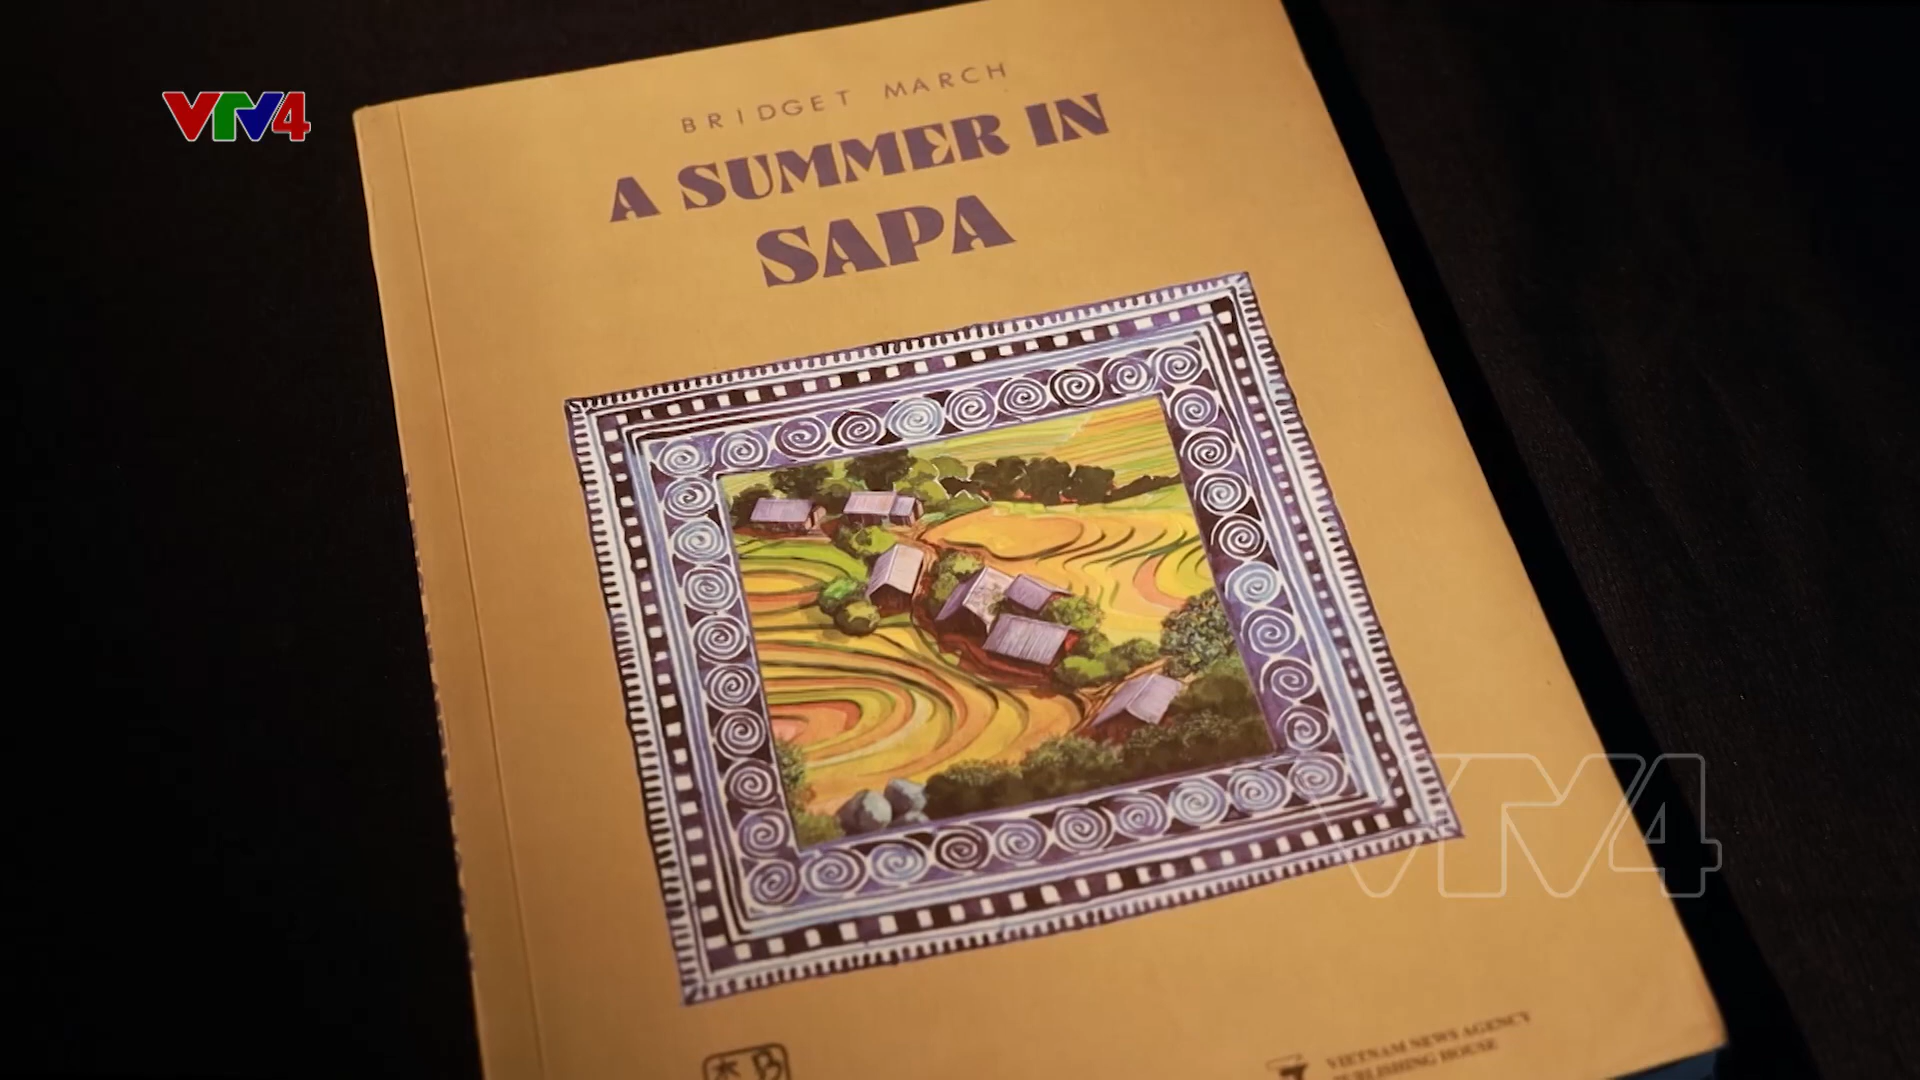 VTV4
BRIDGET MARCH
A SUMMER IN
SAPA
VTV4
VIETNAM NEWS AGENCY
PUBLISHING HOUSE